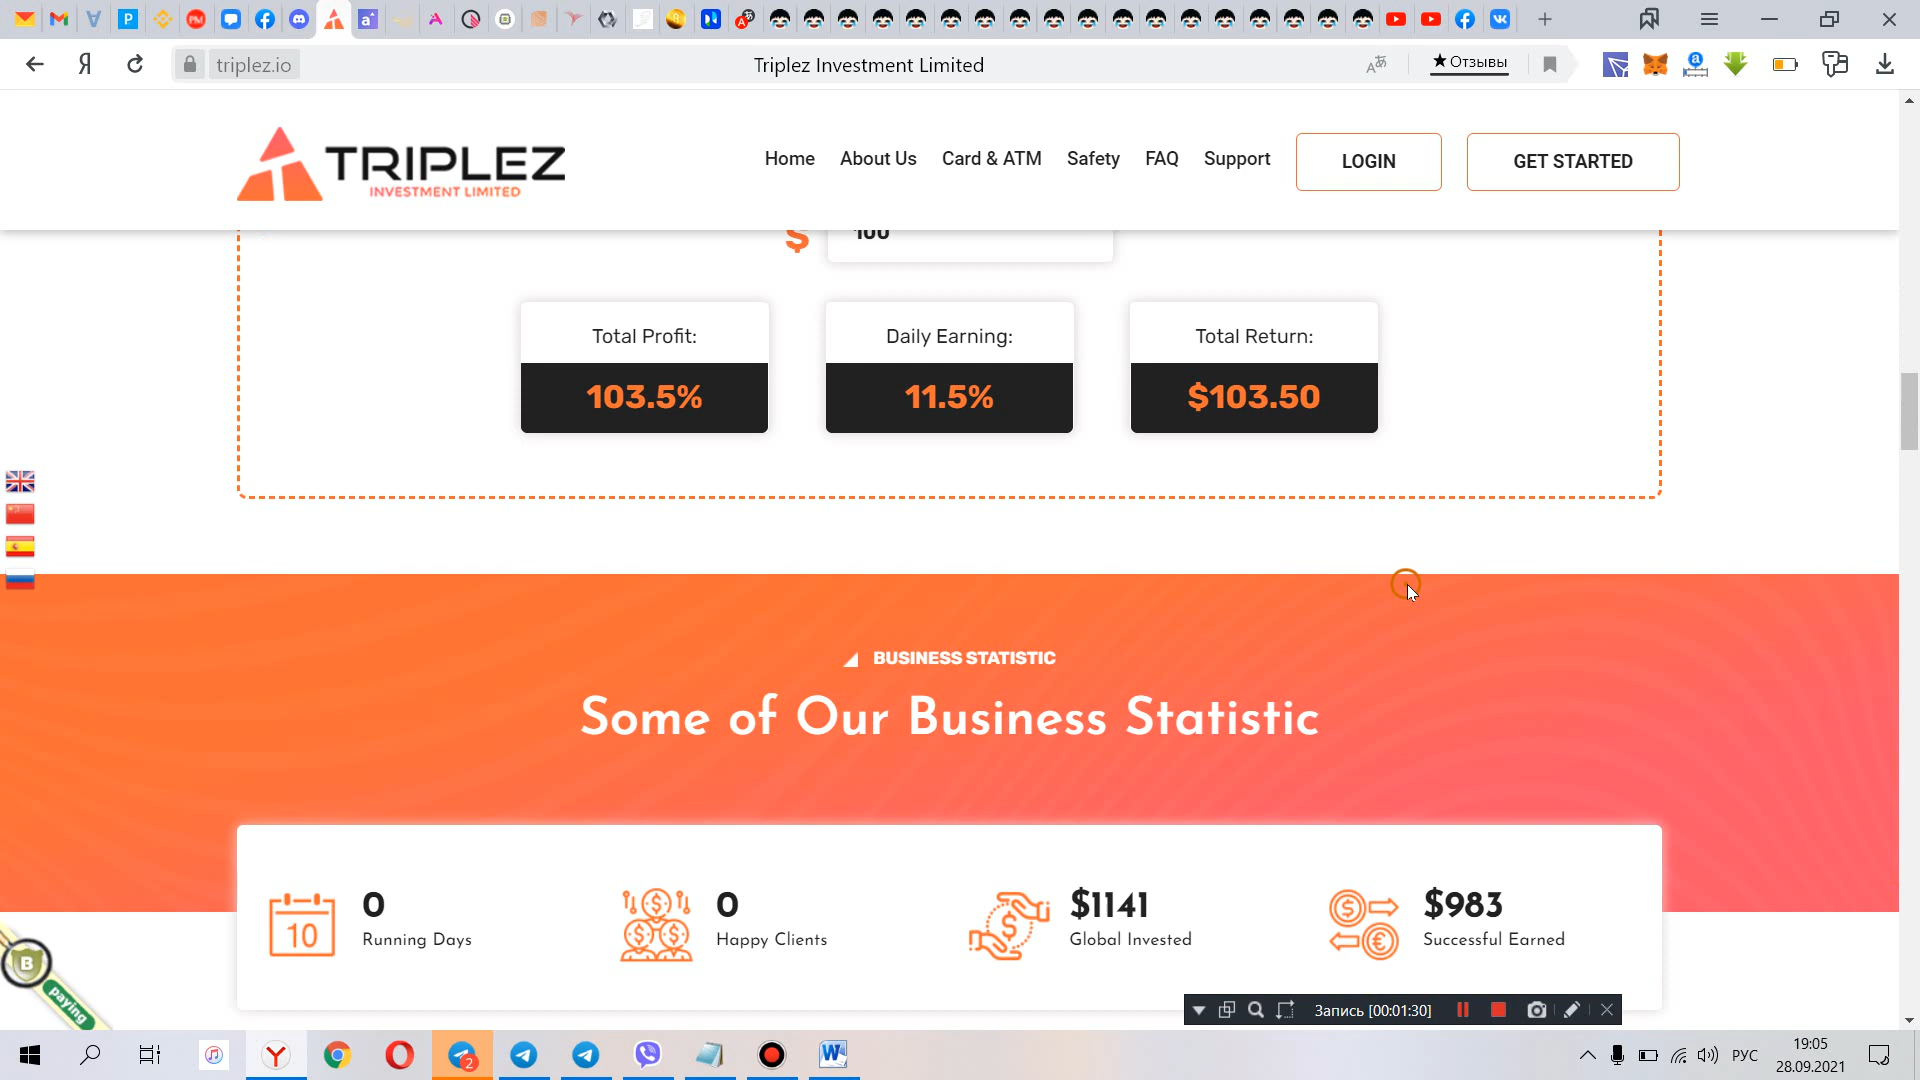 triplez.io
Triplez Investment Limited
★Отзывы
TRIPLEZ
INVESTMENT LIMITED
Home
About Us
Card & ATM
Safety
FAQ
Support
LOGIN
GET STARTED
$
100
Total Profit:
Daily Earning:
Total Return:
103.5%
11.5%
$103.50
BUSINESS STATISTIC
Some of Our Business Statistic
10
0
Running Days
0
Happy Clients
$1141
Global Invested
$983
Successful Earned
B
paying
Запись [00:01:30]
2
РУС
19:05
28.09.2021